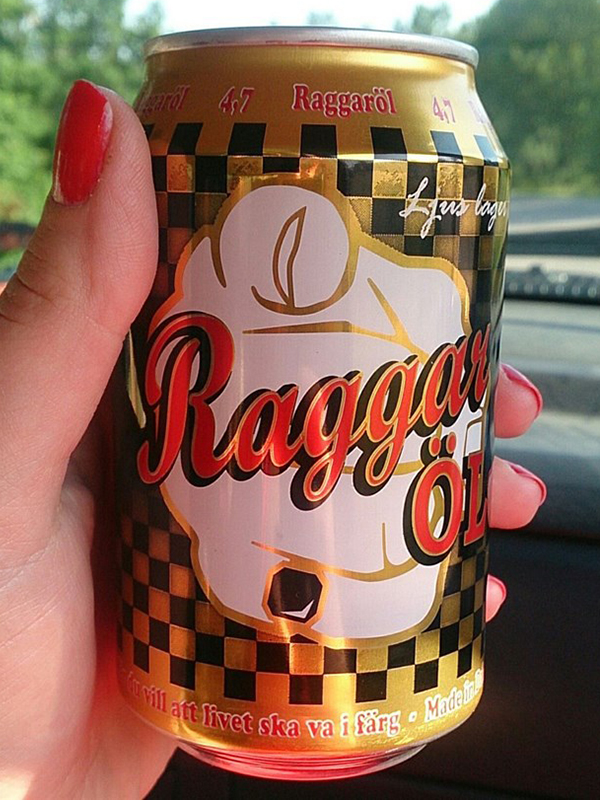 4,7 Raggaröl 4,7
Ljus lager
Raggar
ÖL
vill att livet ska va i färg • Made in